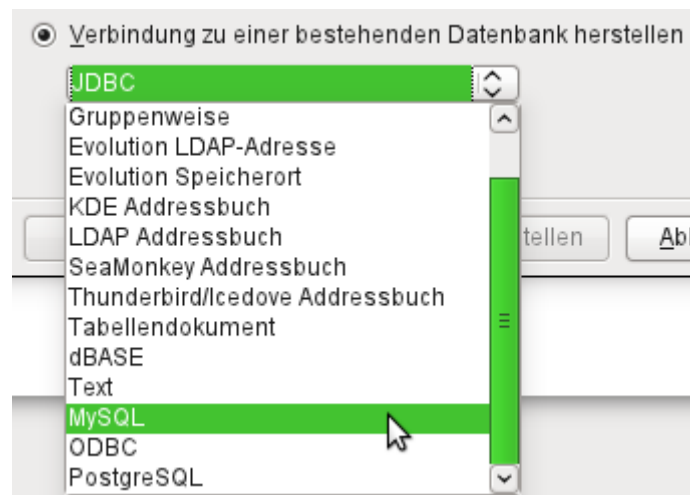 Verbindung zu einer bestehenden Datenbank herstellen
JDBC
Gruppenweise
Evolution LDAP-Adresse
Evolution Speicherort
KDE Addressbuch
LDAP Addressbuch
tellen
Ab
SeaMonkey Addressbuch
Thunderbird/Icedove Addressbuch
Tabellendokument
dBASE
Text
MySQL
ODBC
PostgreSQL